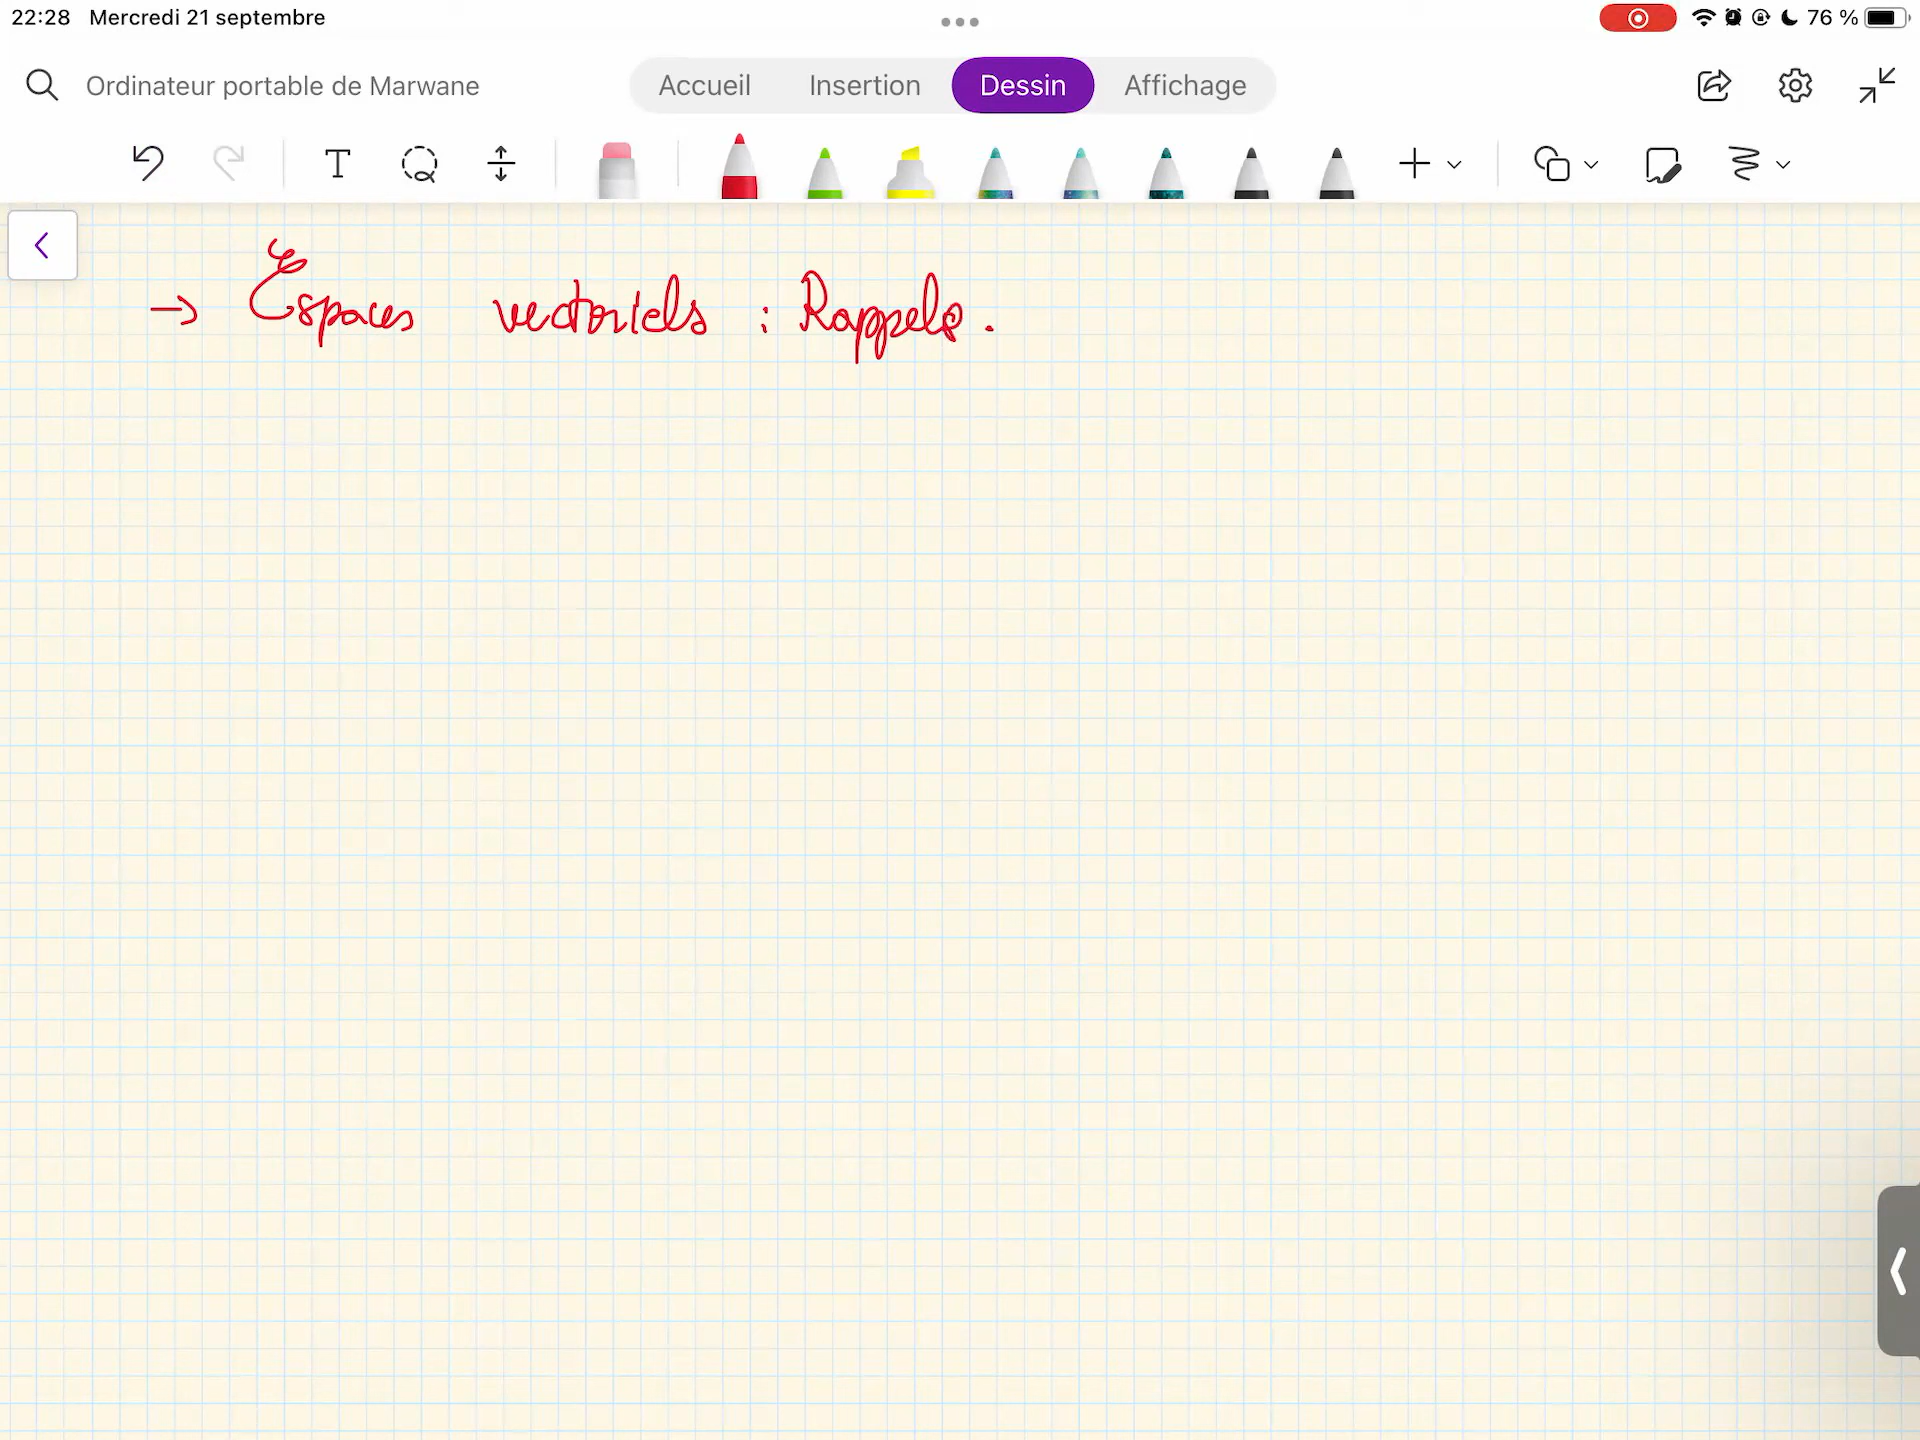 22:28 Mercredi 21 septembre 76 %
Ordinateur portable de Marwane Accueil Insertion Dessin Affichage
T
→ Espaces vectoriels : Rappels.